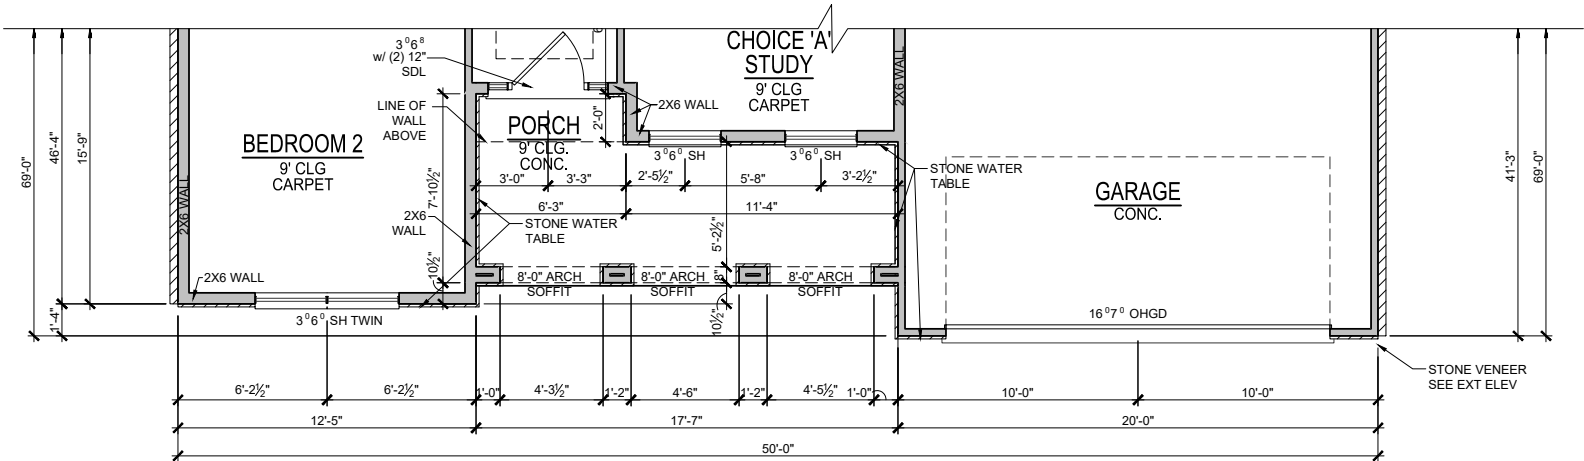 3⁰6⁸
w/ (2) 12"
SDL
LINE OF
WALL
ABOVE
BEDROOM 2
9' CLG
CARPET
PORCH
9' CLG.
CONC.
CHOICE 'A'
STUDY
9' CLG
CARPET
2X6 WALL
2X6 WALL
2'-0"
3⁰6⁰ SH
3⁰6⁰ SH
GARAGE
CONC.
STONE WATER
TABLE
69'-0"
46'-4"
15'-9"
1'-4"
41'-3"
69'-0"
2X6 WALL
7'-10½"
10½"
3'-0"
3'-3"
2'-5½"
5'-8"
3'-2½"
6'-3"
11'-4"
2X6
WALL
STONE WATER
TABLE
5'-2½"
8"
10½"
2X6 WALL
8'-0" ARCH
SOFFIT
8'-0" ARCH
SOFFIT
8'-0" ARCH
SOFFIT
3⁰6⁰ SH TWIN
16⁰7⁰ OHGD
STONE VENEER
SEE EXT ELEV
6'-2½"
6'-2½"
1'-0"
4'-3½"
1'-2"
4'-6"
1'-2"
4'-5½"
1'-0"
10'-0"
10'-0"
12'-5"
17'-7"
20'-0"
50'-0"